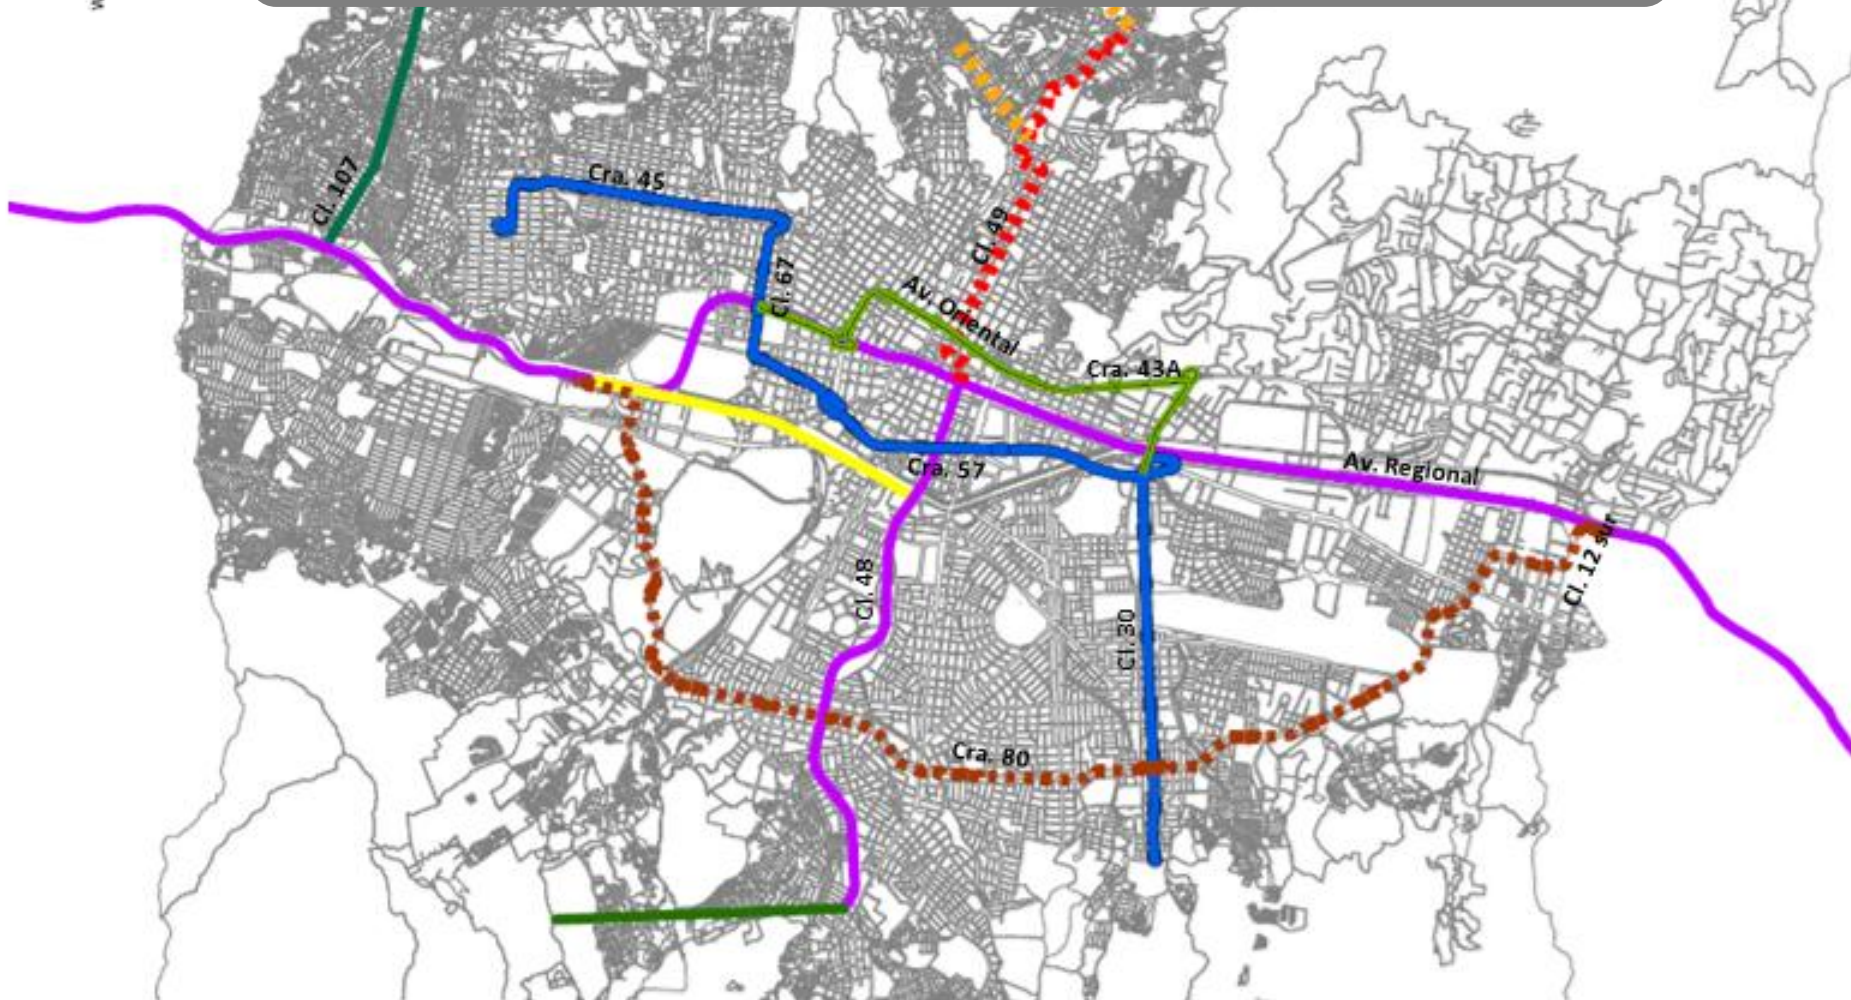 Cl. 107
Cra. 45
Cl. 49
Cl. 67
Av. Oriental
Cra. 43A
Cra. 57
Av. Regional
Cl. 48
Cl. 30
Cl. 12 sur
Cra. 80